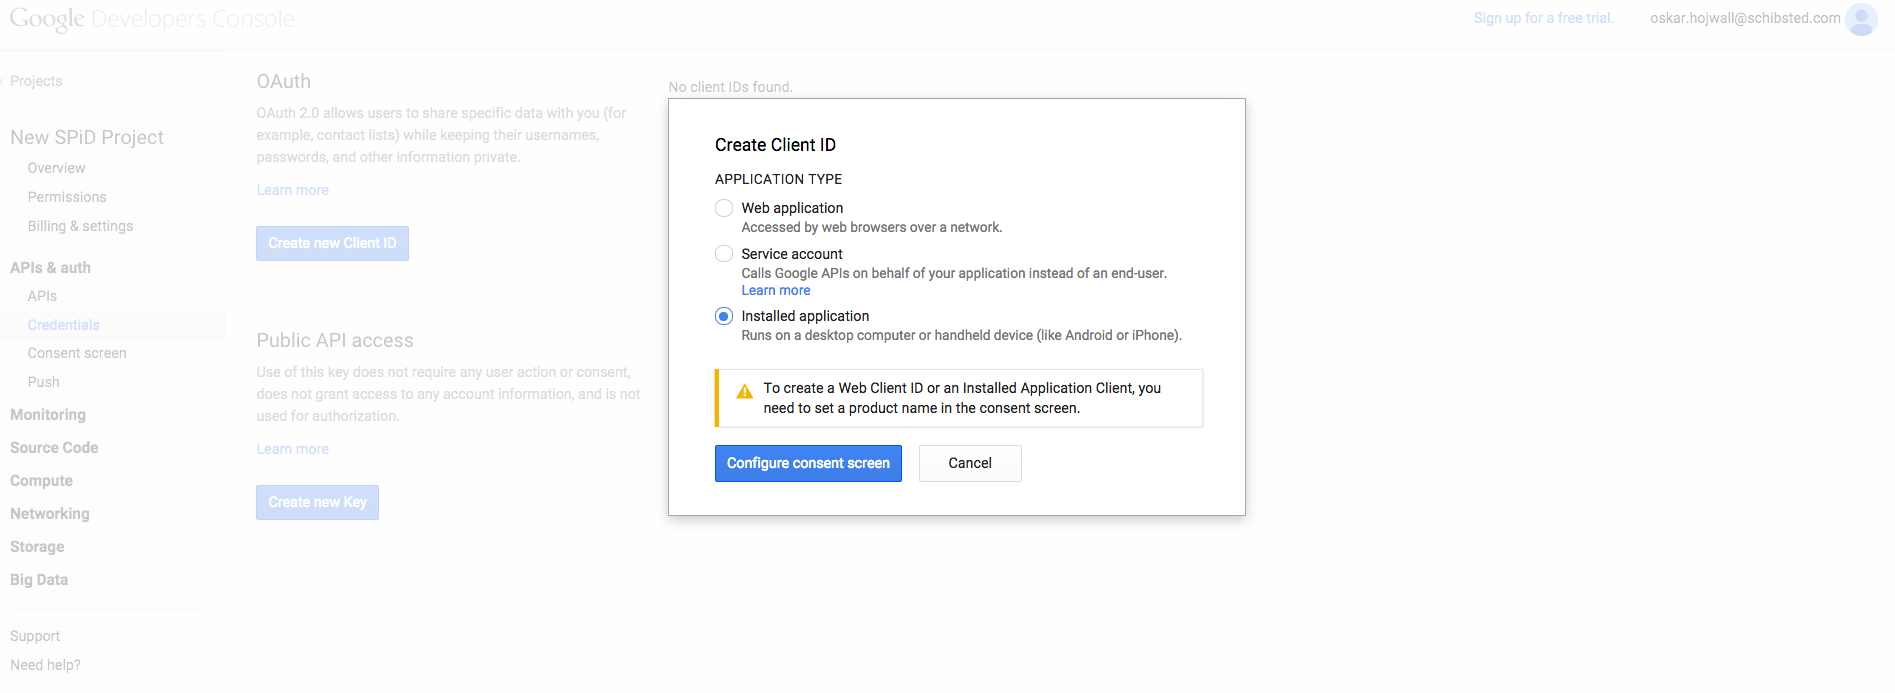 Google Developers Console
Sign up for a free trial.
oskar.hojwall@schibsted.com
Projects
New SPiD Project
Overview
Permissions
Billing & settings
APIs & auth
APIs
Credentials
Consent screen
Push
Monitoring
Source Code
Compute
Networking
Storage
Big Data
Support
Need help?
OAuth
OAuth 2.0 allows users to share specific data with you (for
example, contact lists) while keeping their usernames,
passwords, and other information private.
Learn more
Create new Client ID
Public API access
Use of this key does not require any user action or consent,
does not grant access to any account information, and is not
used for authorization.
Learn more
Create new Key
No client IDs found.
Create Client ID
APPLICATION TYPE
Web application
Accessed by web browsers over a network.
Service account
Calls Google APIs on behalf of your application instead of an end-user.
Learn more
Installed application
Runs on a desktop computer or handheld device (like Android or iPhone).
To create a Web Client ID or an Installed Application Client, you
need to set a product name in the consent screen.
Configure consent screen
Cancel